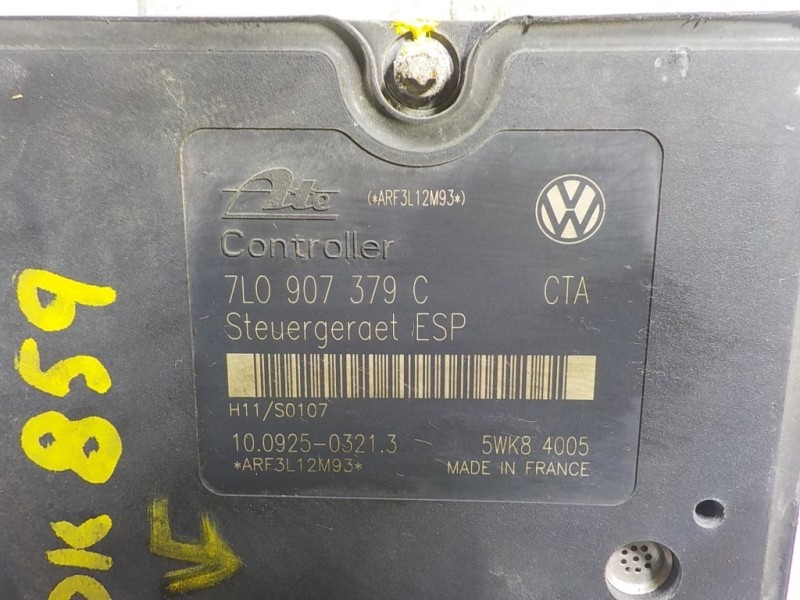 Ate
(*ARF3L12M93*)
Controller
7L0 907 379 C CTA
Steuergeraet ESP
H11/S0107
10.0925-0321.3 5WK8 4005
*ARF3L12M93* MADE IN FRANCE
OK 859